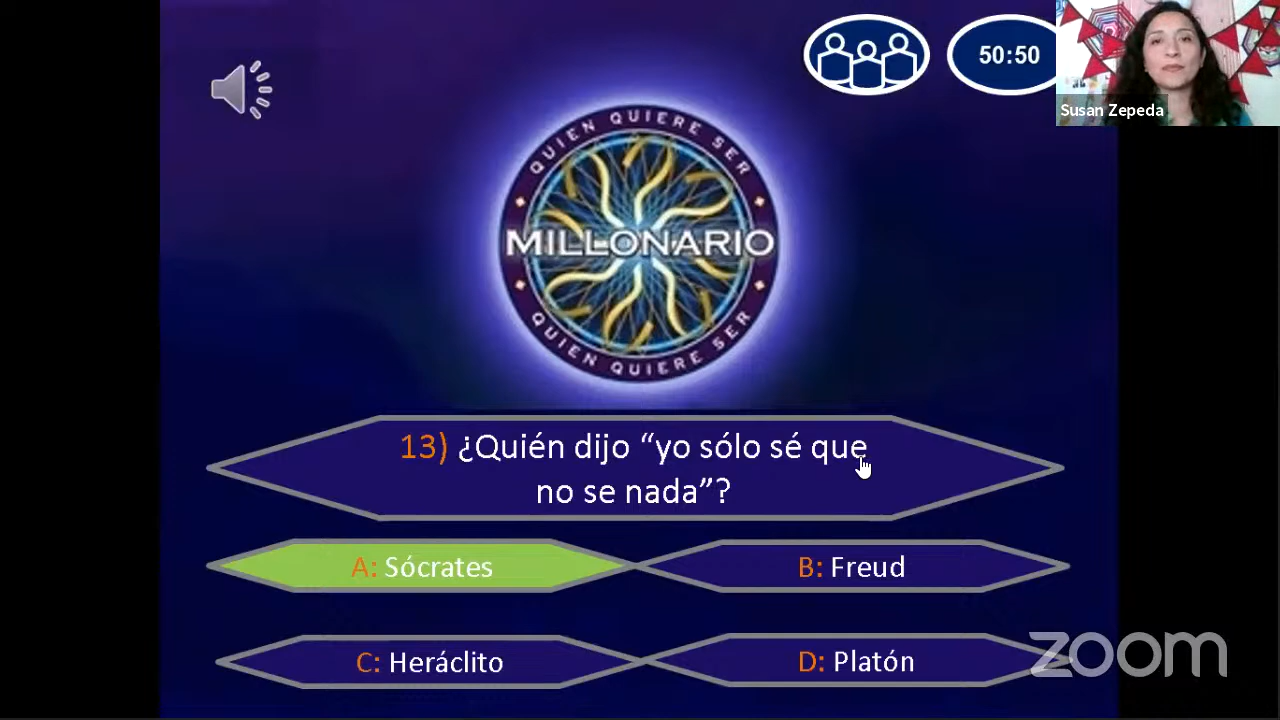 50:50
Susan Zepeda
QUIEN QUIERE SER
MILLONARIO
QUIEN QUIERE SER
13) ¿Quién dijo “yo sólo sé que
no se nada”?
A: Sócrates
B: Freud
C: Heráclito
D: Platón
zoom